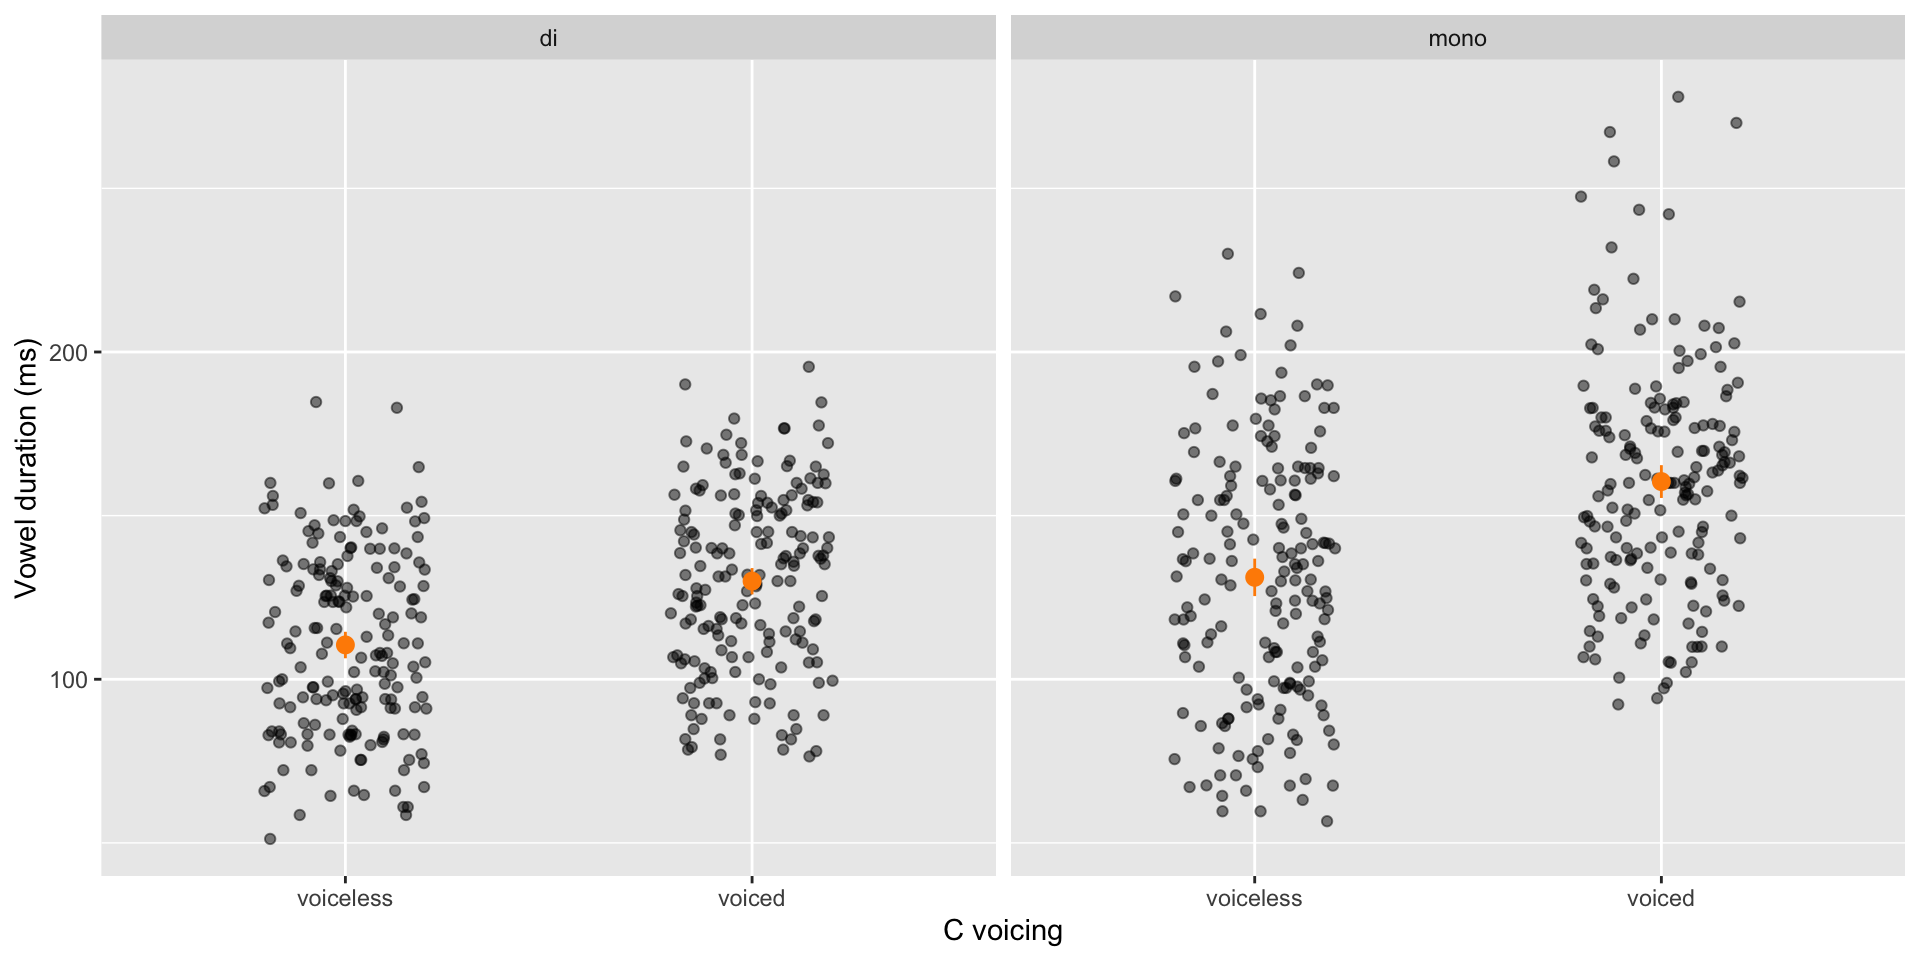 di
mono
Vowel duration (ms)
200
100
voiceless
voiced
voiceless
voiced
C voicing